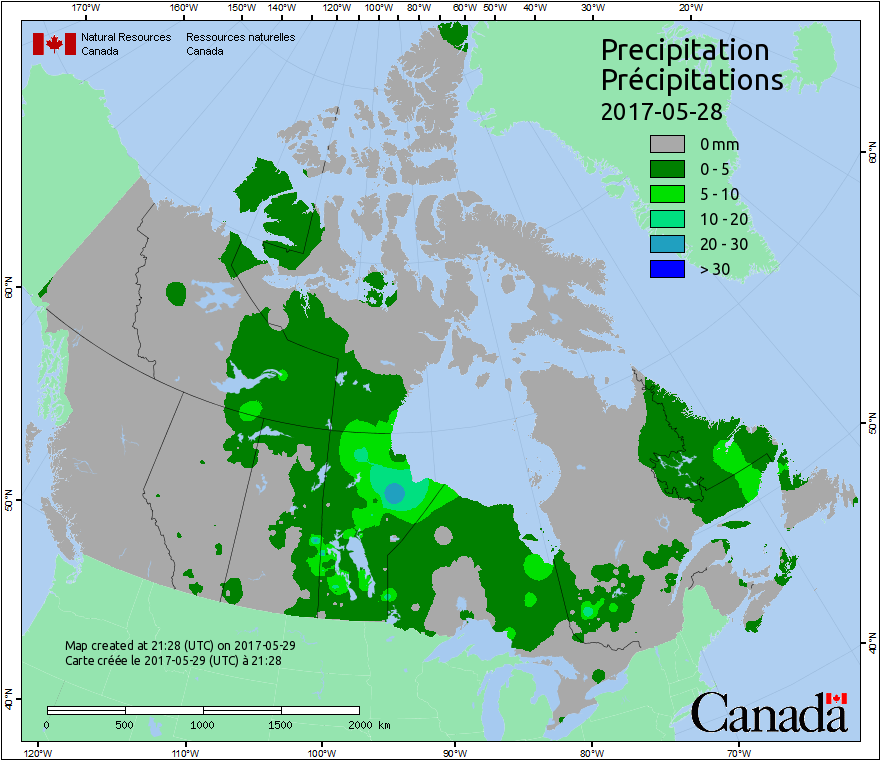 170°W 160°W 150°W 140°W 120°W 100°W 80°W 60°W 50°W 40°W 30°W 20°W
Natural Resources Ressources naturelles
Canada Canada
Precipitation
Précipitations
2017-05-28
0 mm
0 - 5
5 - 10
10 - 20
20 - 30
> 30
60°N
60°N
50°N
50°N
40°N
40°N
Map created at 21:28 (UTC) on 2017-05-29
Carte créée le 2017-05-29 (UTC) à 21:28
0 500 1000 1500 2000 km
Canada
120°W 110°W 100°W 90°W 80°W 70°W